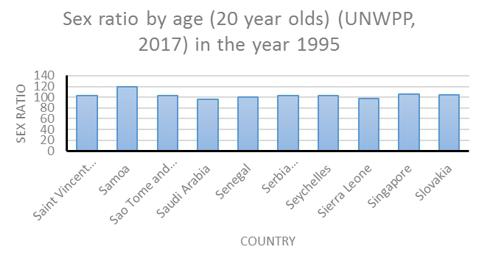 Sex ratio by age (20 year olds) (UNWPP,
2017) in the year 1995
140
120
100
80
60
40
20
0
SEX RATIO
Saint Vincent…
Samoa
Sao Tome and…
Saudi Arabia
Senegal
Serbia…
Seychelles
Sierra Leone
Singapore
Slovakia
COUNTRY